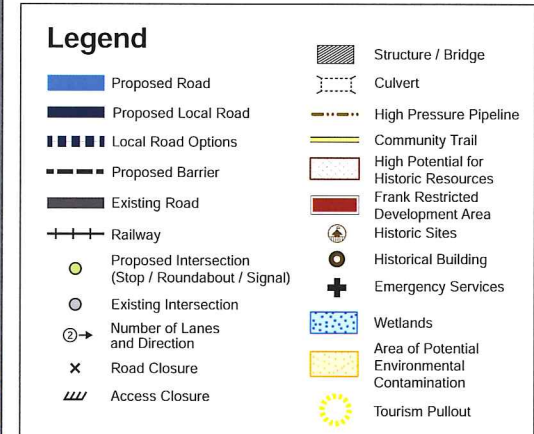 Legend
Proposed Road
Proposed Local Road
Local Road Options
Proposed Barrier
Existing Road
Railway
Proposed Intersection
(Stop / Roundabout / Signal)
Existing Intersection
2
Number of Lanes
and Direction
Road Closure
Access Closure
Structure / Bridge
Culvert
High Pressure Pipeline
Community Trail
High Potential for
Historic Resources
Frank Restricted
Development Area
Historic Sites
Historical Building
Emergency Services
Wetlands
Area of Potential
Environmental
Contamination
Tourism Pullout